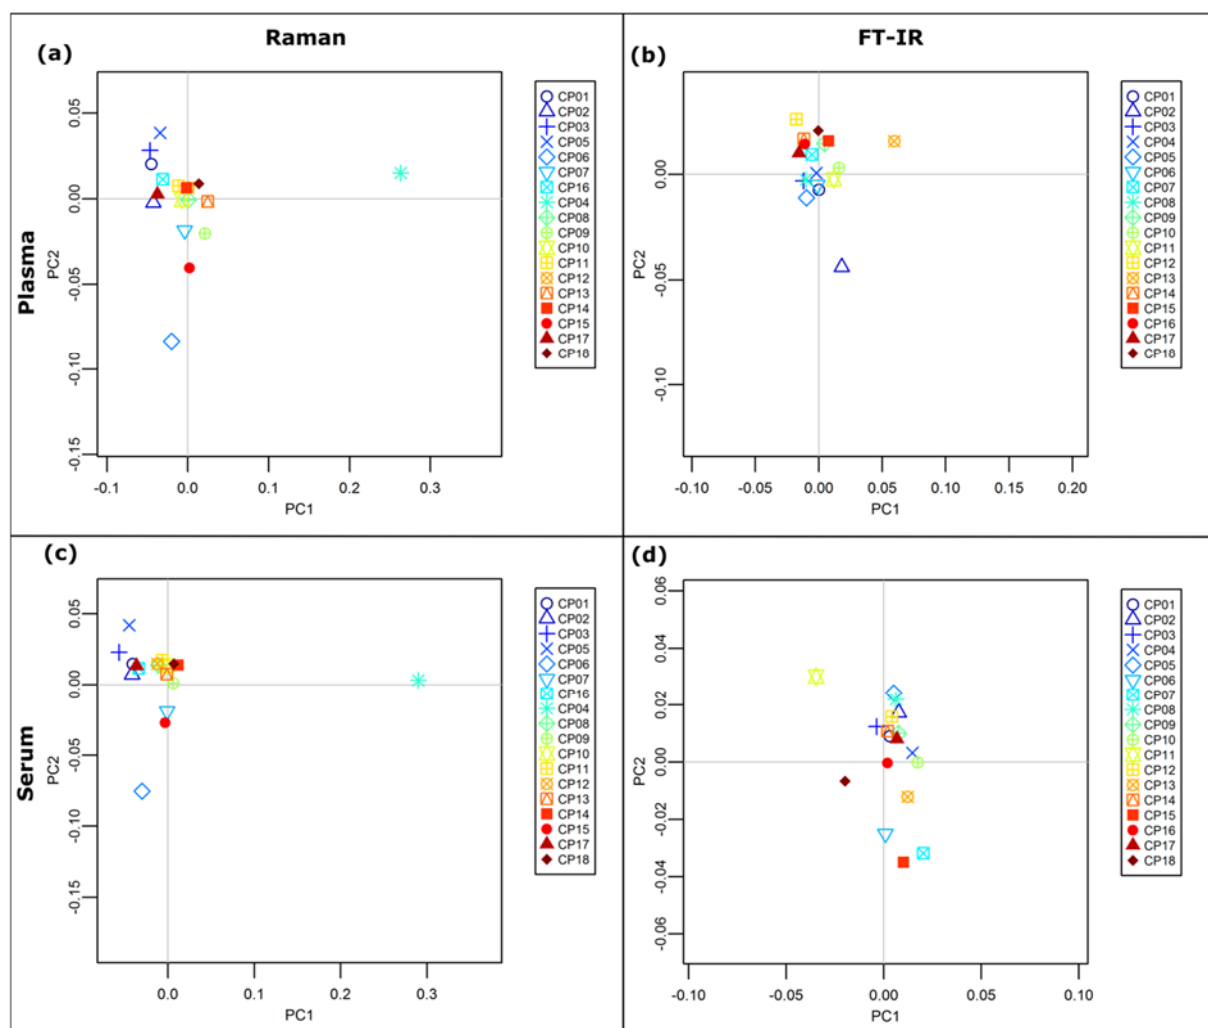 Raman
FT-IR
(a)
(b)
Plasma
PC2
0.05
0.00
-0.05
-0.10
-0.15
-0.1
0.0
0.1
0.2
0.3
PC1
CP01
CP02
CP03
CP05
CP06
CP07
CP16
CP04
CP08
CP09
CP10
CP11
CP12
CP13
CP14
CP15
CP17
CP18
PC2
0.00
-0.05
-0.10
-0.10
-0.05
0.00
0.05
0.10
0.15
0.20
PC1
CP01
CP02
CP03
CP04
CP05
CP06
CP07
CP08
CP09
CP10
CP11
CP12
CP13
CP14
CP15
CP16
CP17
CP18
(c)
(d)
Serum
PC2
0.05
0.00
-0.05
-0.10
-0.15
0.0
0.1
0.2
0.3
PC1
CP01
CP02
CP03
CP05
CP06
CP07
CP16
CP04
CP08
CP09
CP10
CP11
CP12
CP13
CP14
CP15
CP17
CP18
PC2
0.06
0.04
0.02
0.00
-0.02
-0.04
-0.06
-0.10
-0.05
0.00
0.05
0.10
PC1
CP01
CP02
CP03
CP04
CP05
CP06
CP07
CP08
CP09
CP10
CP11
CP12
CP13
CP14
CP15
CP16
CP17
CP18